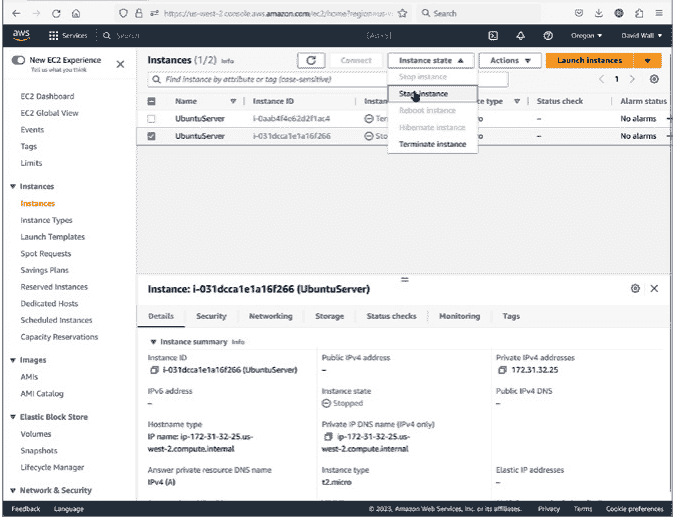 https://us-west-2.console.aws.amazon.com/ec2/home?region=us-w
Search
aws
Services
Search
[Alt+S]
Oregon
David Wall
New EC2 Experience
Tell us what you think
EC2 Dashboard
EC2 Global View
Events
Tags
Limits
Instances
Instances
Instance Types
Launch Templates
Spot Requests
Savings Plans
Reserved Instances
Dedicated Hosts
Scheduled Instances
Capacity Reservations
Images
AMIs
AMI Catalog
Elastic Block Store
Volumes
Snapshots
Lifecycle Manager
Network & Security
Instances (1/2) Info
Connect
Instance state
Actions
Launch instances
Find instance by attribute or tag (case-sensitive)
1
Stop instance
Start instance
Reboot instance
Hibernate instance
Terminate instance
Name
Instance ID
Instan
e type
Status check
Alarm status
UbuntuServer
i-0aab4f4e62d2f1ac4
Ter
ro
–
No alarms
UbuntuServer
i-031dcca1e1a16f266
Sto
ro
–
No alarms
Instance: i-031dcca1e1a16f266 (UbuntuServer)
Details
Security
Networking
Storage
Status checks
Monitoring
Tags
Instance summary Info
Instance ID
i-031dcca1e1a16f266 (UbuntuServer)
Public IPv4 address
–
Private IPv4 addresses
172.31.32.25
IPv6 address
–
Instance state
Stopped
Public IPv4 DNS
–
Hostname type
IP name: ip-172-31-32-25.us-
west-2.compute.internal
Private IP DNS name (IPv4 only)
ip-172-31-32-25.us-
west-2.compute.internal
Answer private resource DNS name
IPv4 (A)
Instance type
t2.micro
Elastic IP addresses
–
Feedback
Language
© 2023, Amazon Web Services, Inc. or its affiliates.
Privacy
Terms
Cookie preferences